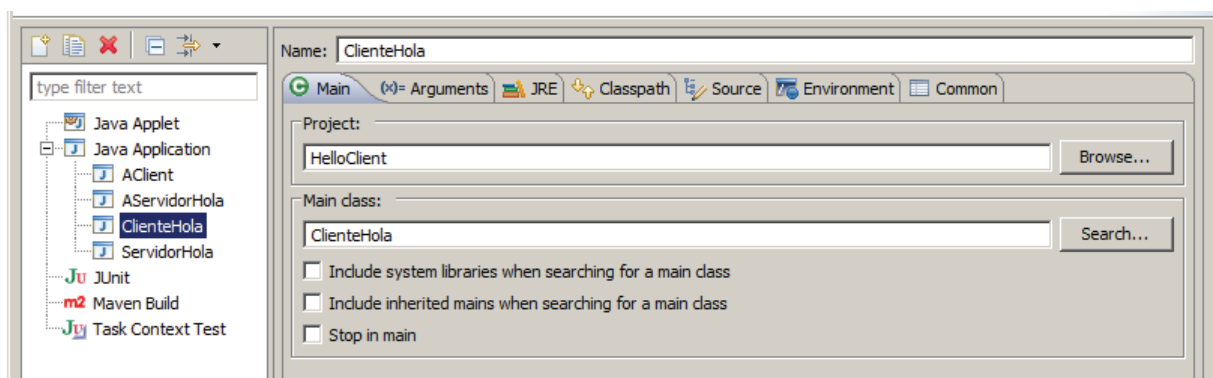 type filter text
Java Applet
Java Application
AClient
AServidorHola
ClienteHola
ServidorHola
JUnit
Maven Build
Task Context Test
Name: ClienteHola
Main (x)= Arguments JRE Classpath Source Environment Common
Project:
HelloClient Browse...
Main class:
ClienteHola Search...
Include system libraries when searching for a main class
Include inherited mains when searching for a main class
Stop in main